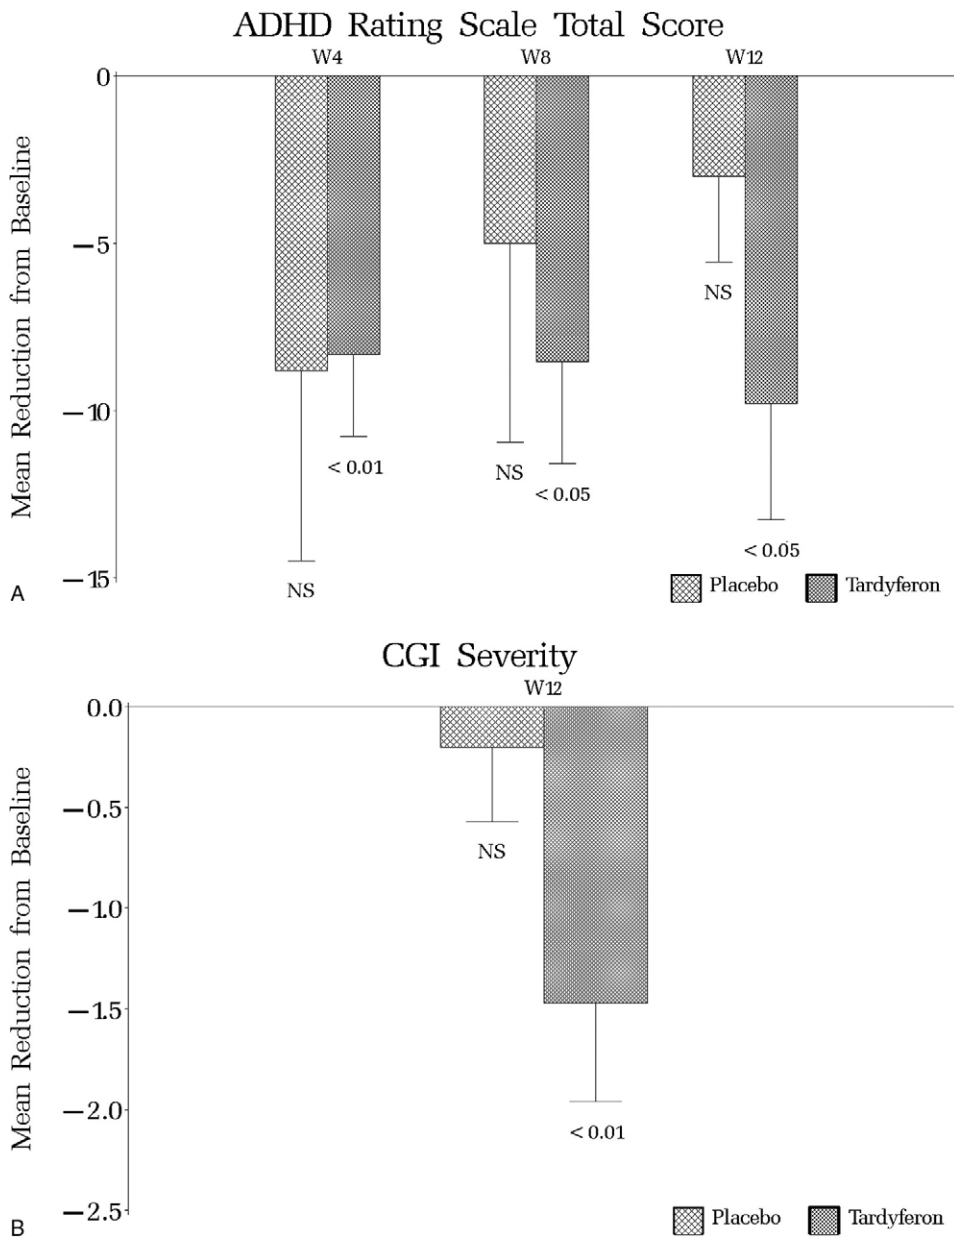 ADHD Rating Scale Total Score
W4 W8 W12
Mean Reduction from Baseline
0
−5
−10
−15
NS
< 0.01
NS
< 0.05
NS
< 0.05
A
Placebo Tardyferon
CGI Severity
W12
Mean Reduction from Baseline
0.0
−0.5
−1.0
−1.5
−2.0
−2.5
NS
< 0.01
B
Placebo Tardyferon